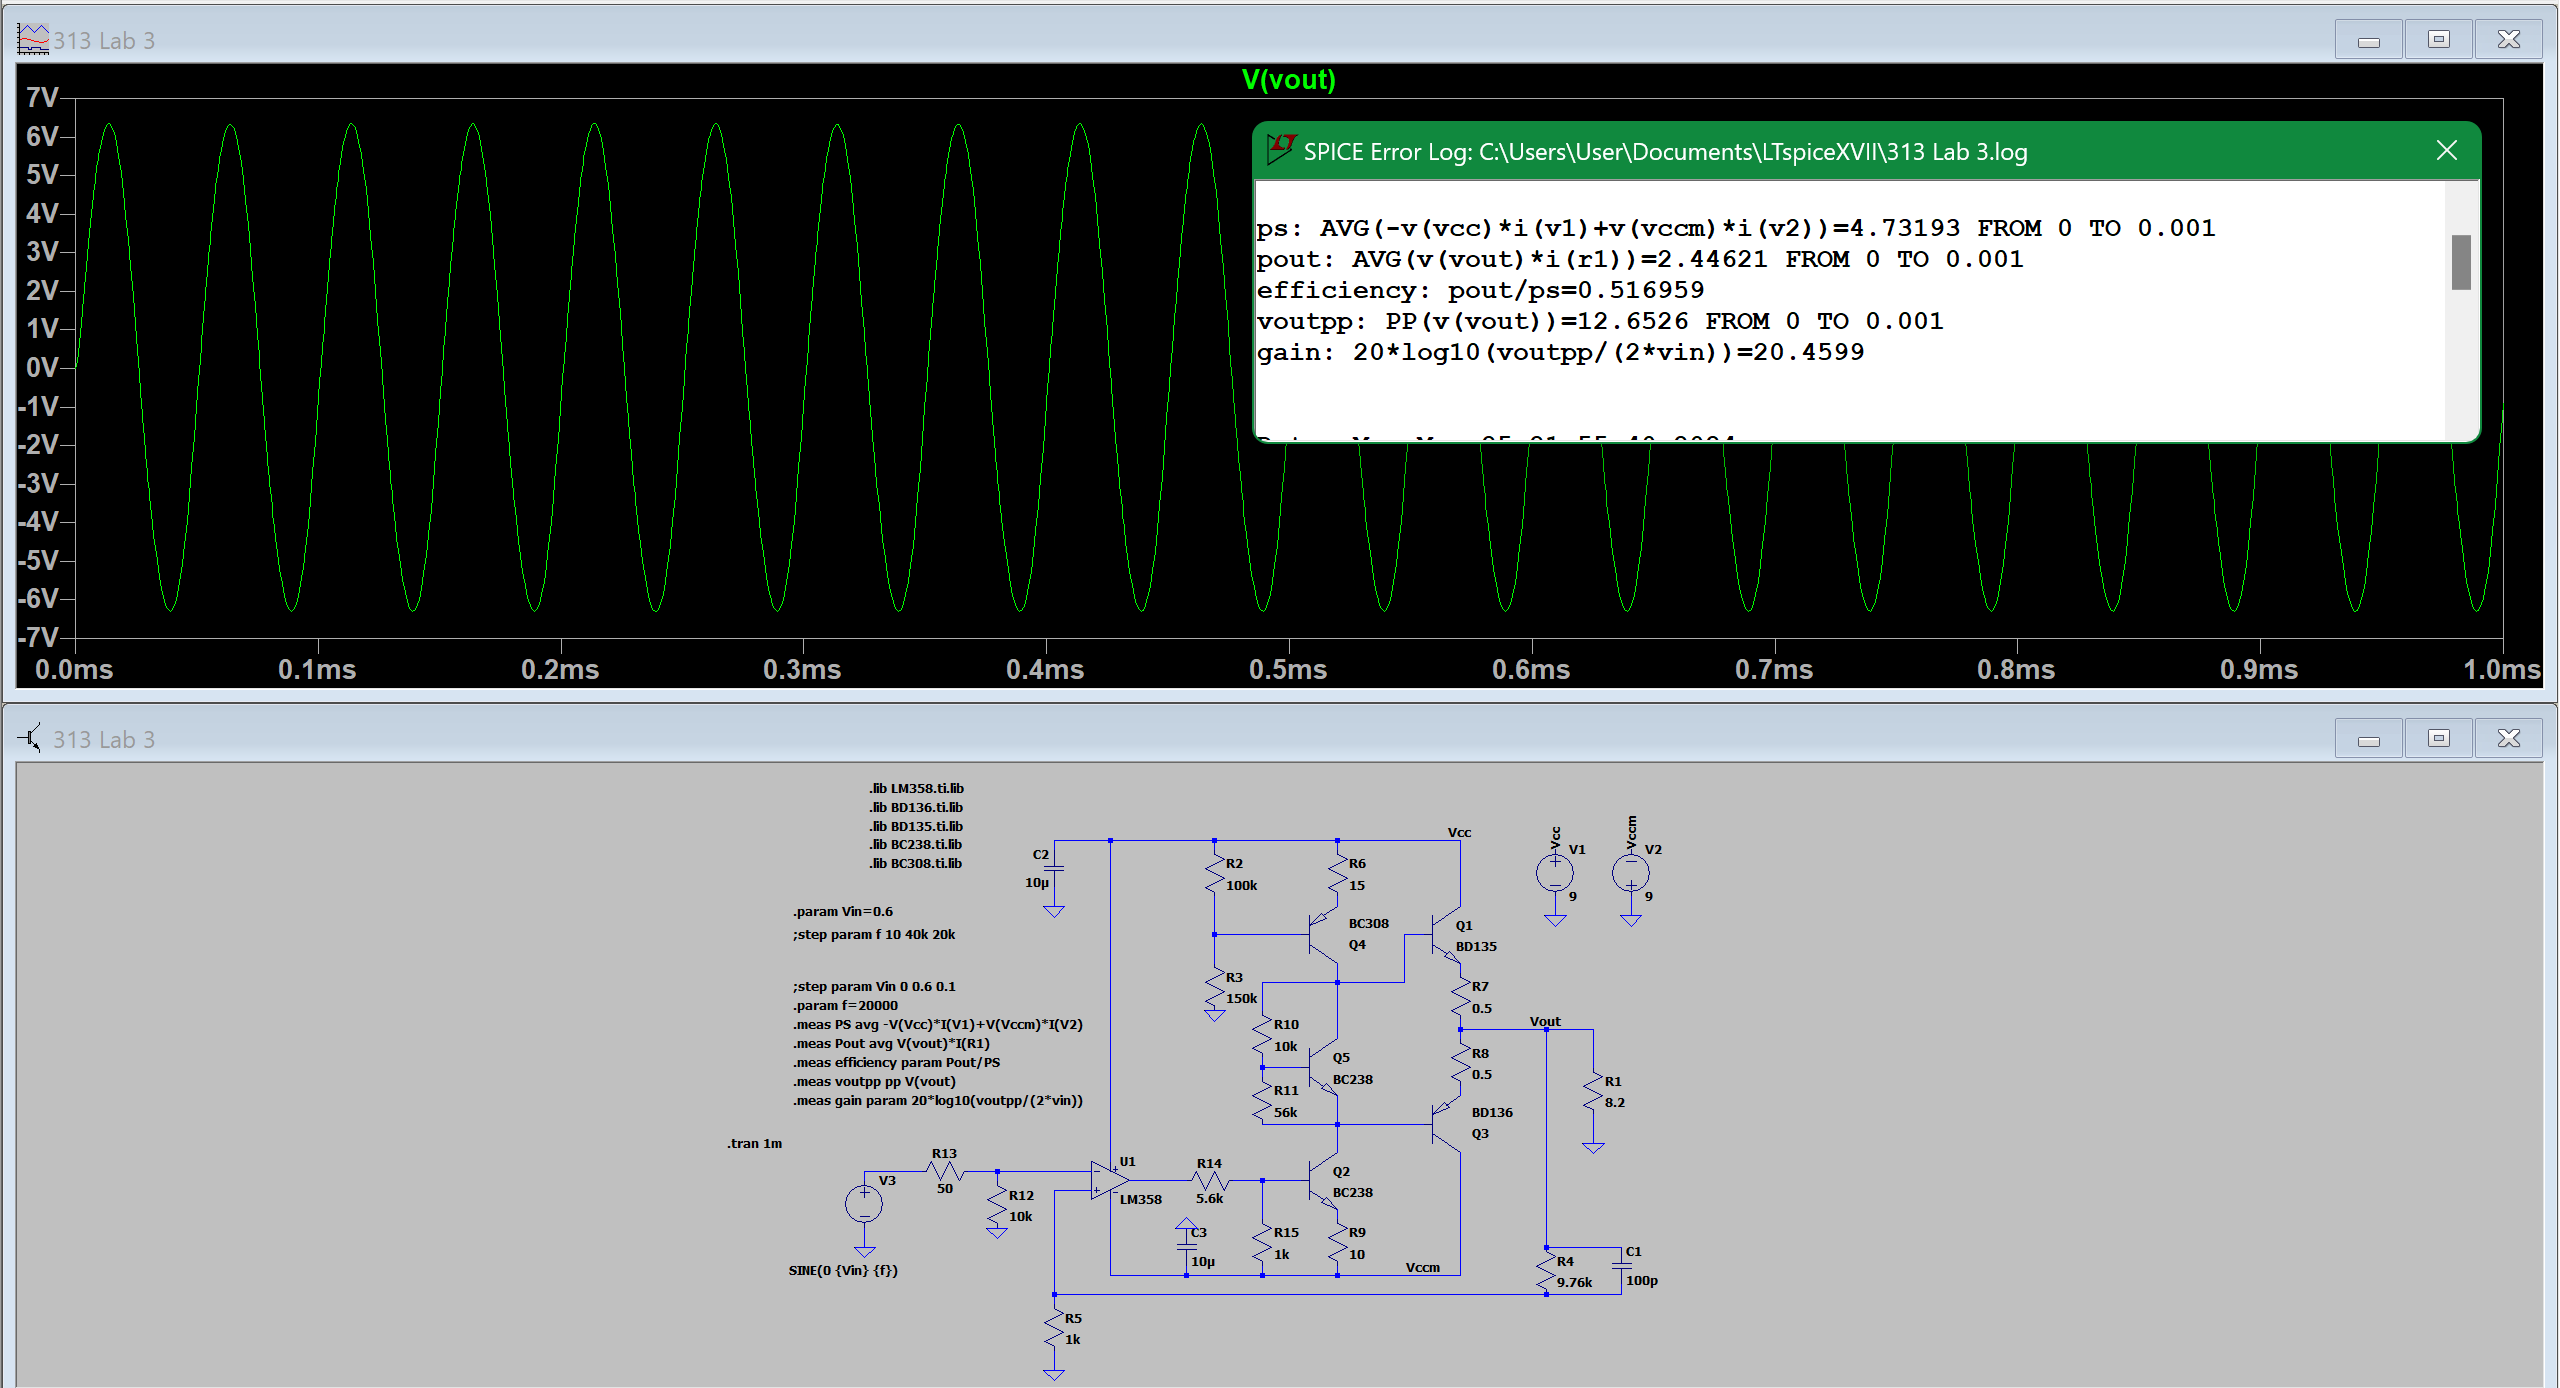 313 Lab 3
V(vout)
7V
6V
5V
4V
3V
2V
1V
0V
-1V
-2V
-3V
-4V
-5V
-6V
-7V
0.0ms 0.1ms 0.2ms 0.3ms 0.4ms 0.5ms 0.6ms 0.7ms 0.8ms 0.9ms 1.0ms
SPICE Error Log: C:\Users\User\Documents\LTspiceXVII\313 Lab 3.log
ps: AVG(-v(vcc)*i(v1)+v(vccm)*i(v2))=4.73193 FROM 0 TO 0.001
pout: AVG(v(vout)*i(r1))=2.44621 FROM 0 TO 0.001
efficiency: pout/ps=0.516959
voutpp: PP(v(vout))=12.6526 FROM 0 TO 0.001
gain: 20*log10(voutpp/(2*vin))=20.4599
313 Lab 3
.lib LM358.ti.lib
.lib BD136.ti.lib
.lib BD135.ti.lib
.lib BC238.ti.lib
.lib BC308.ti.lib
.param Vin=0.6
;step param f 10 40k 20k
;step param Vin 0 0.6 0.1
.param f=20000
.meas PS avg -V(Vcc)*I(V1)+V(Vccm)*I(V2)
.meas Pout avg V(vout)*I(R1)
.meas efficiency param Pout/PS
.meas voutpp pp V(vout)
.meas gain param 20*log10(voutpp/(2*vin))
.tran 1m
C2
10µ
R2
100k
R6
15
Vcc
Vcc
V1
9
Vccm
V2
9
BC308
Q4
Q1
BD135
R3
150k
R7
0.5
Vout
R10
10k
Q5
BC238
R8
0.5
R11
56k
BD136
Q3
R1
8.2
R13
50
V3
SINE(0 {Vin} {f})
R12
10k
U1
LM358
R14
5.6k
Q2
BC238
C3
10µ
R15
1k
R9
10
Vccm
R4
9.76k
C1
100p
R5
1k